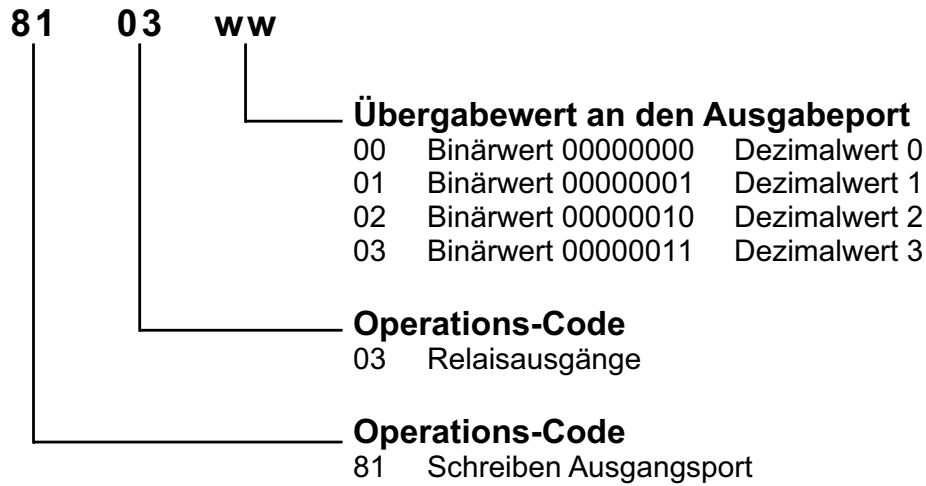 81 03 ww
Übergabewert an den Ausgabeport
00 Binärwert 00000000 Dezimalwert 0
01 Binärwert 00000001 Dezimalwert 1
02 Binärwert 00000010 Dezimalwert 2
03 Binärwert 00000011 Dezimalwert 3
Operations-Code
03 Relaisausgänge
Operations-Code
81 Schreiben Ausgangsport